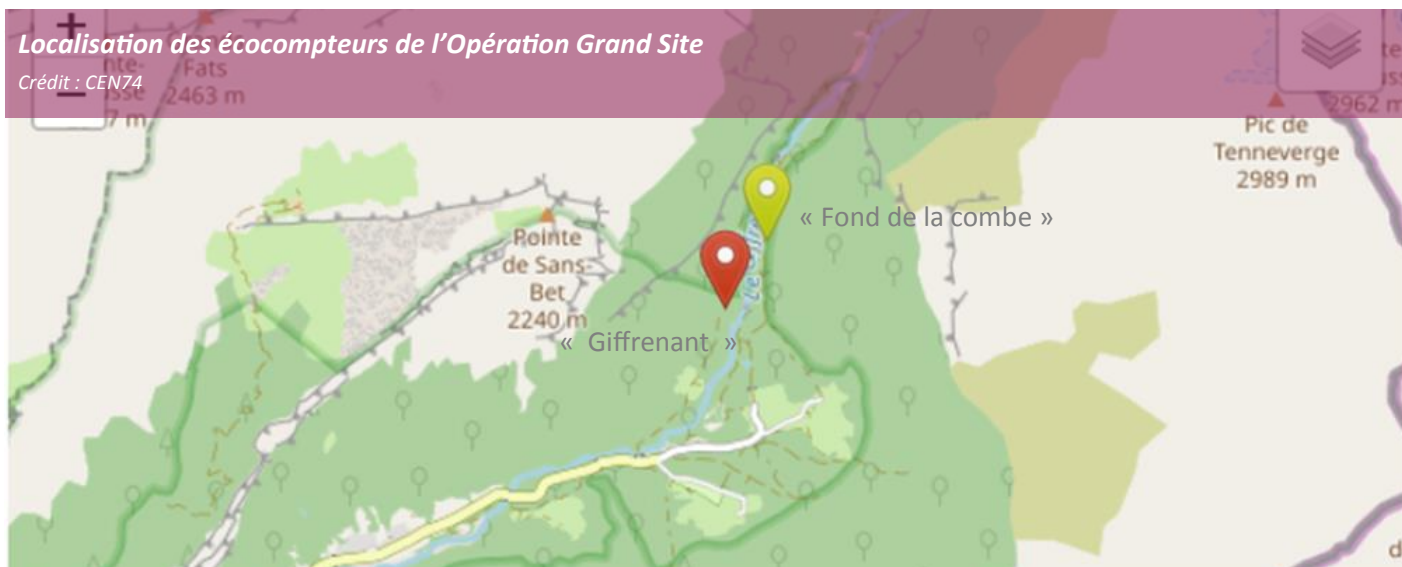 Localisation des écocompteurs de l'Opération Grand Site
Crédit : CEN74
+
−
Fats
2463 m
7 m
2962 m
Pic de
Tenneverge
2989 m
« Fond de la combe »
Pointe
de Sans-
Bet
2240 m
« Giffrenant »